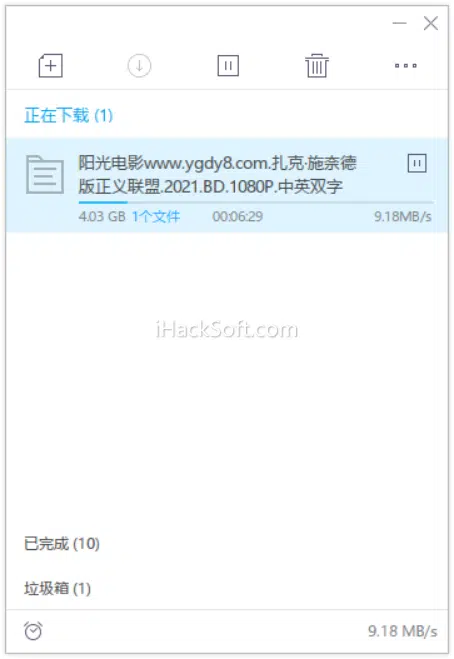 正在下载 (1)
阳光电影www.ygdy8.com.扎克·施奈德
版正义联盟.2021.BD.1080P.中英双字
4.03 GB 1个文件 00:06:29 9.18MB/s
iHackSoft.com
已完成 (10)
垃圾箱 (1)
9.18 MB/s